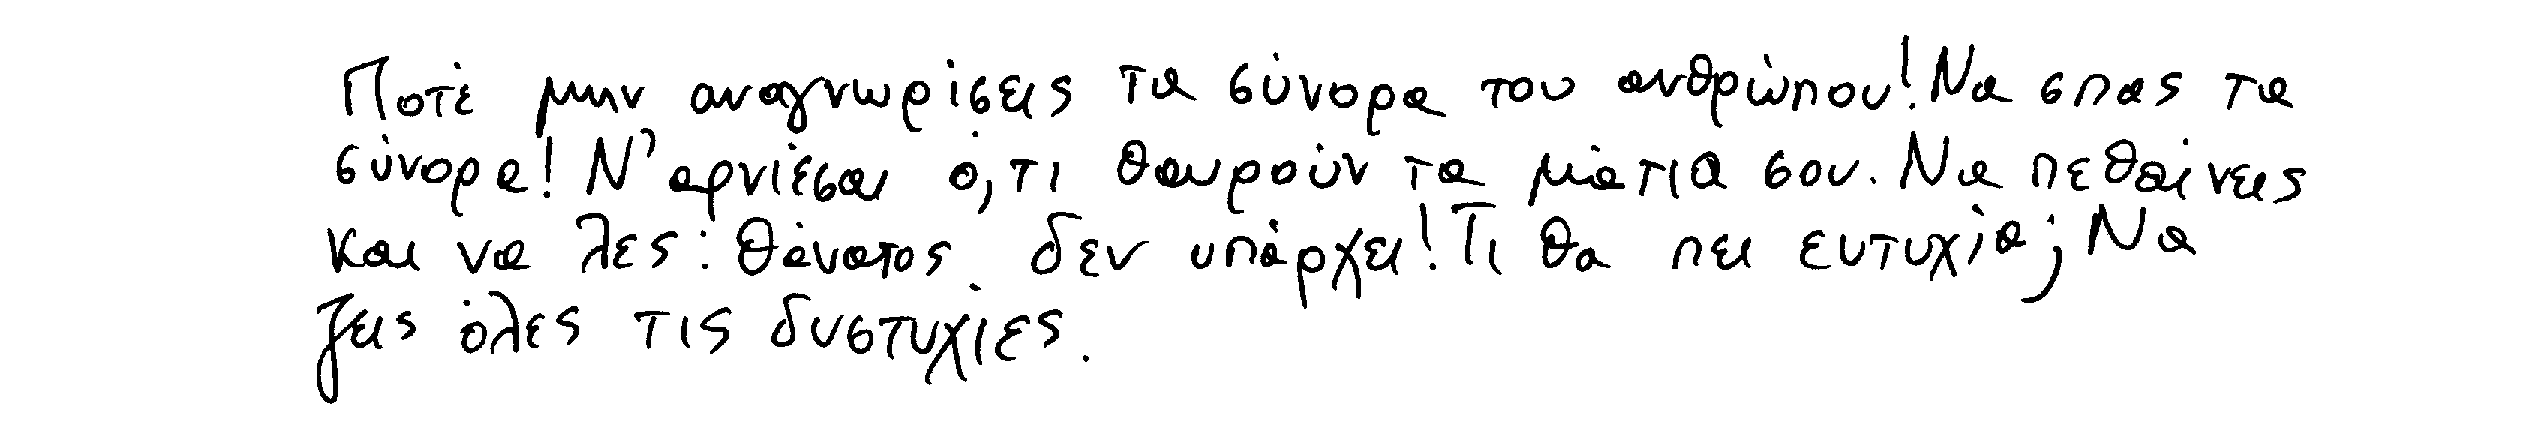 Ποτέ μην αναγνωρίσεις τα σύνορα του ανθρώπου! Να σπας τα
σύνορα! Ν' αρνιέσαι ό,τι θαωρούν τα μάτια σου. Να πεθαίνεις
και να λες: Θάνατος δεν υπάρχει! Τι θα πει ευτυχία; Να
ζεις όλες τις δυστυχίες.